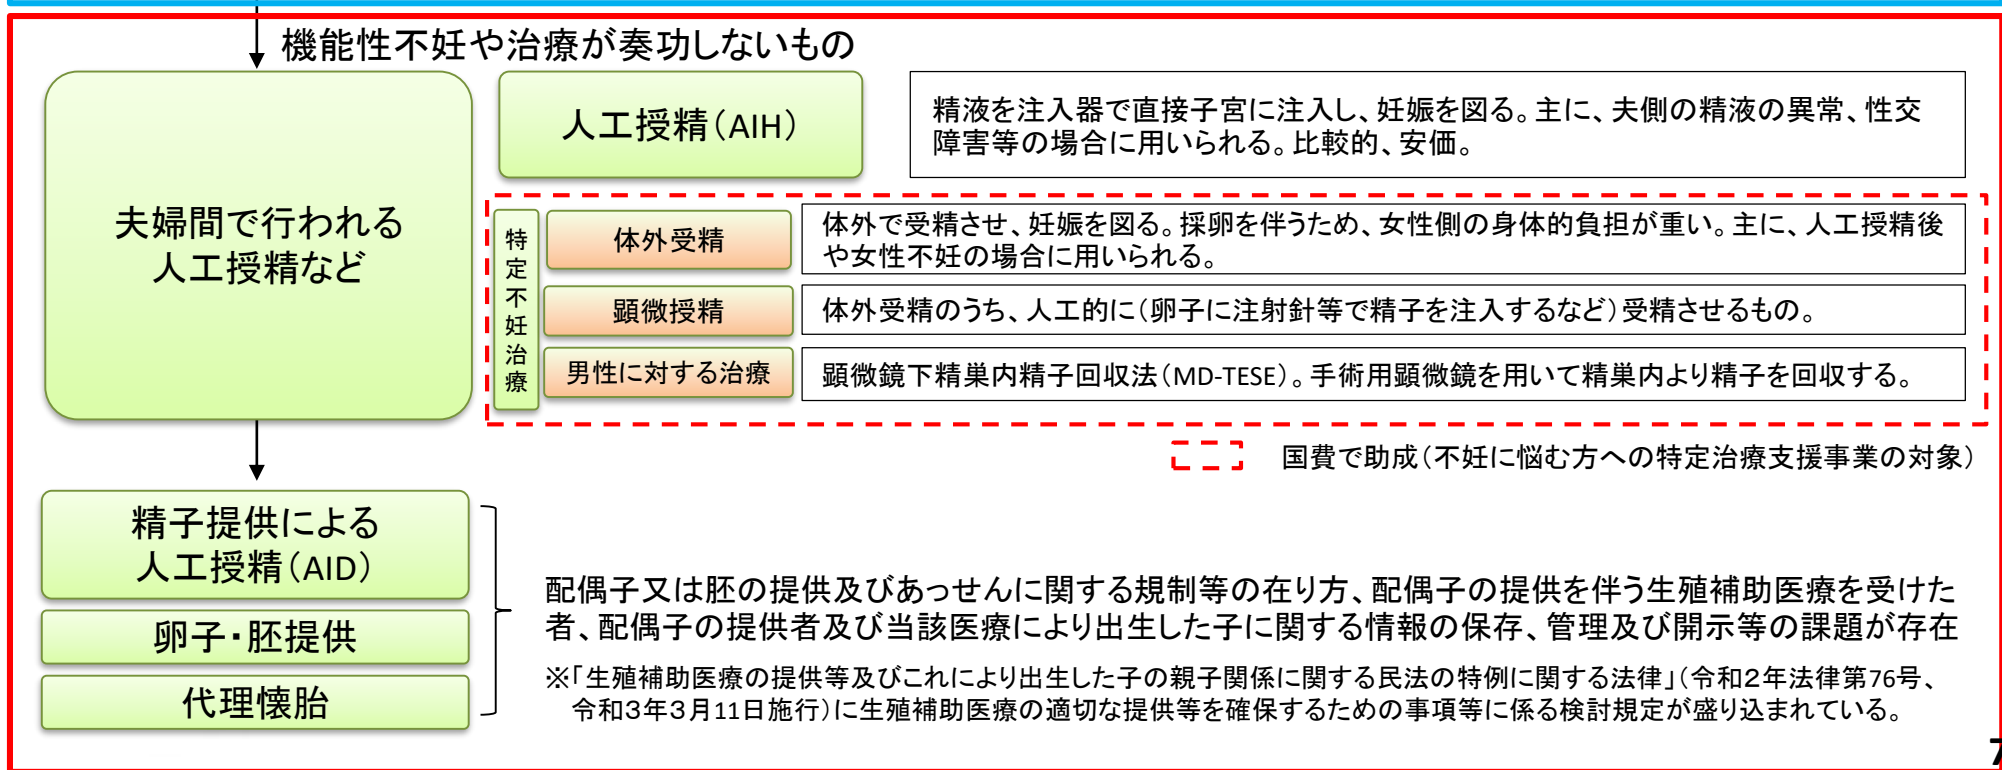 機能性不妊や治療が奏功しないもの
夫婦間で行われる
人工授精など
人工授精（AIH）
精液を注入器で直接子宮に注入し、妊娠を図る。主に、夫側の精液の異常、性交
障害等の場合に用いられる。比較的、安価。
特定不妊治療
体外受精
体外で受精させ、妊娠を図る。採卵を伴うため、女性側の身体的負担が重い。主に、人工授精後
や女性不妊の場合に用いられる。
顕微授精
体外受精のうち、人工的に（卵子に注射針等で精子を注入するなど）受精させるもの。
男性に対する治療
顕微鏡下精巣内精子回収法（MD-TESE）。手術用顕微鏡を用いて精巣内より精子を回収する。
国費で助成（不妊に悩む方への特定治療支援事業の対象）
精子提供による
人工授精（AID）
卵子・胚提供
代理懐胎
配偶子又は胚の提供及びあっせんに関する規制等の在り方、配偶子の提供を伴う生殖補助医療を受けた
者、配偶子の提供者及び当該医療により出生した子に関する情報の保存、管理及び開示等の課題が存在
※「生殖補助医療の提供等及びこれにより出生した子の親子関係に関する民法の特例に関する法律」（令和２年法律第76号、
令和３年３月11日施行）に生殖補助医療の適切な提供等を確保するための事項等に係る検討規定が盛り込まれている。
7